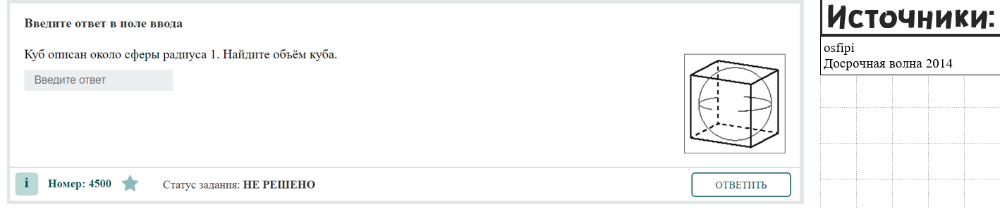 Введите ответ в поле ввода
Куб описан около сферы радиуса 1. Найдите объём куба.
Введите ответ
i
Номер: 4500
Статус задания: НЕ РЕШЕНО
ОТВЕТИТЬ
Источники:
osfipi
Досрочная волна 2014